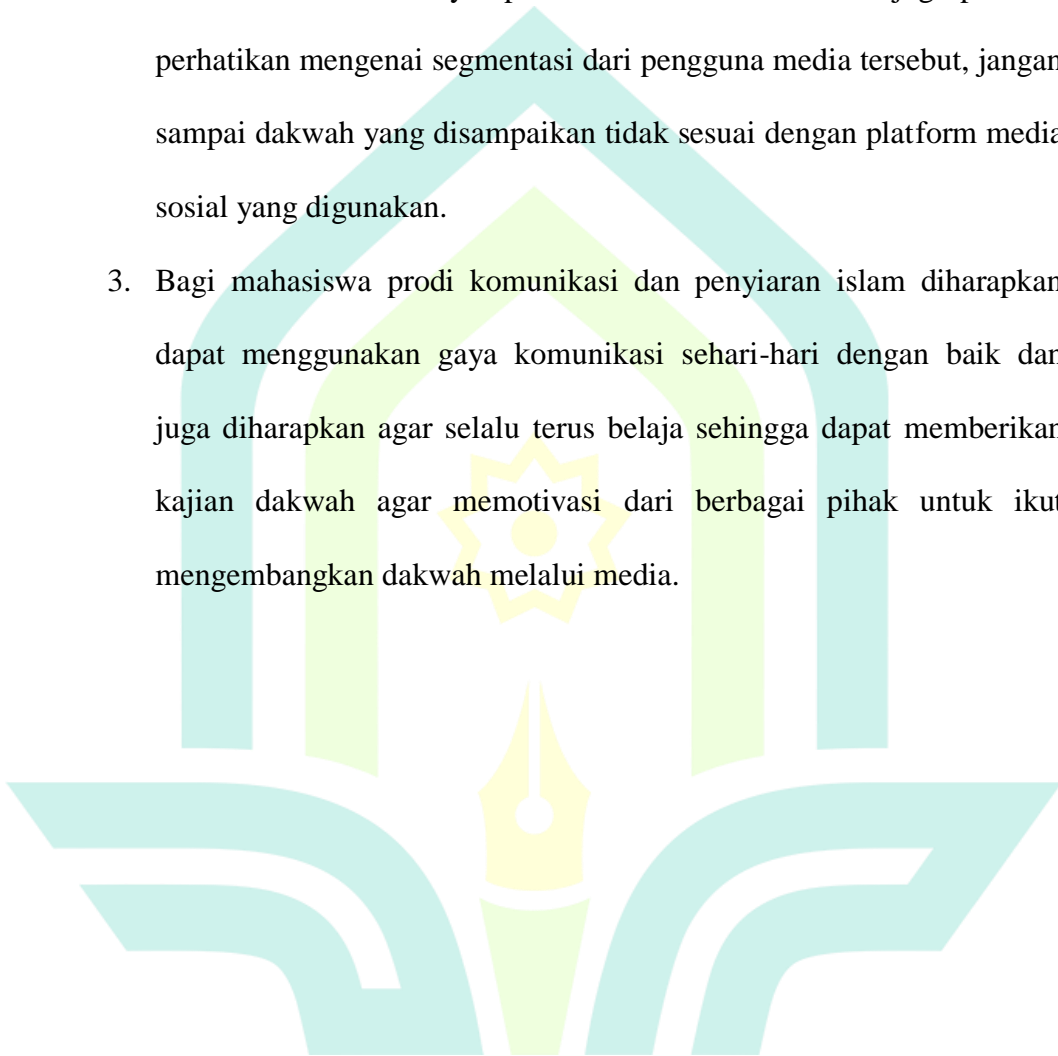 perhatikan mengenai segmentasi dari pengguna media tersebut, jangan
sampai dakwah yang disampaikan tidak sesuai dengan platform media
sosial yang digunakan.
3. Bagi mahasiswa prodi komunikasi dan penyiaran islam diharapkan
dapat menggunakan gaya komunikasi sehari-hari dengan baik dan
juga diharapkan agar selalu terus belaja sehingga dapat memberikan
kajian dakwah agar memotivasi dari berbagai pihak untuk ikut
mengembangkan dakwah melalui media.